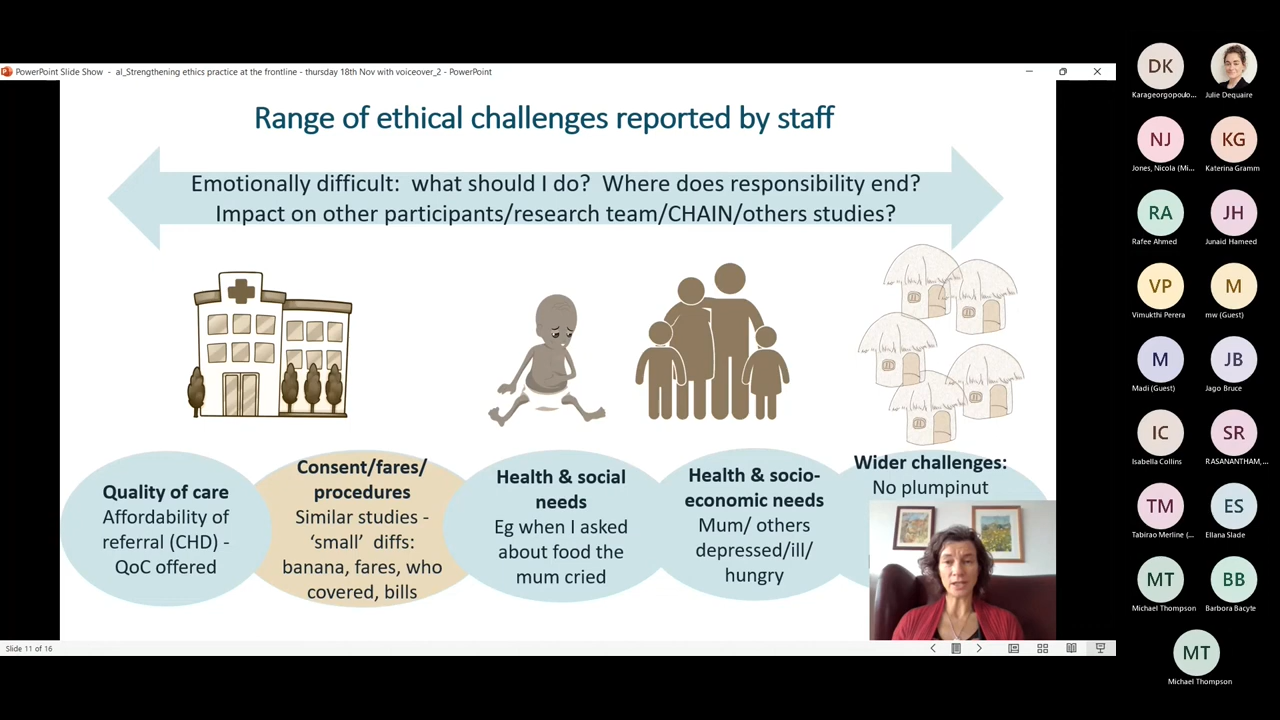 PowerPoint Slide Show - al_Strengthening ethics practice at the frontline - thursday 18th Nov with voiceover_2 - PowerPoint
Range of ethical challenges reported by staff
Emotionally difficult: what should I do? Where does responsibility end?
Impact on other participants/research team/CHAIN/others studies?
Quality of care
Affordability of
referral (CHD) -
QoC offered
Consent/fares/
procedures
Similar studies -
‘small’ diffs:
banana, fares, who
covered, bills
Health & social
needs
Eg when I asked
about food the
mum cried
Health & socio-
economic needs
Mum/ others
depressed/ill/
hungry
Wider challenges:
No plumpinut
Slide 11 of 16
DK
Karageorgopoulo...
Julie Dequaire
NJ
Jones, Nicola (Mi...
KG
Katerina Gramm
RA
Rafee Ahmed
JH
Junaid Hameed
VP
Vimukthi Perera
M
mw (Guest)
M
Madi (Guest)
JB
Jago Bruce
IC
Isabella Collins
SR
RASANANTHAM,...
TM
Tabirao Merline (...
ES
Ellana Slade
MT
Michael Thompson
BB
Barbora Bacyte
MT
Michael Thompson